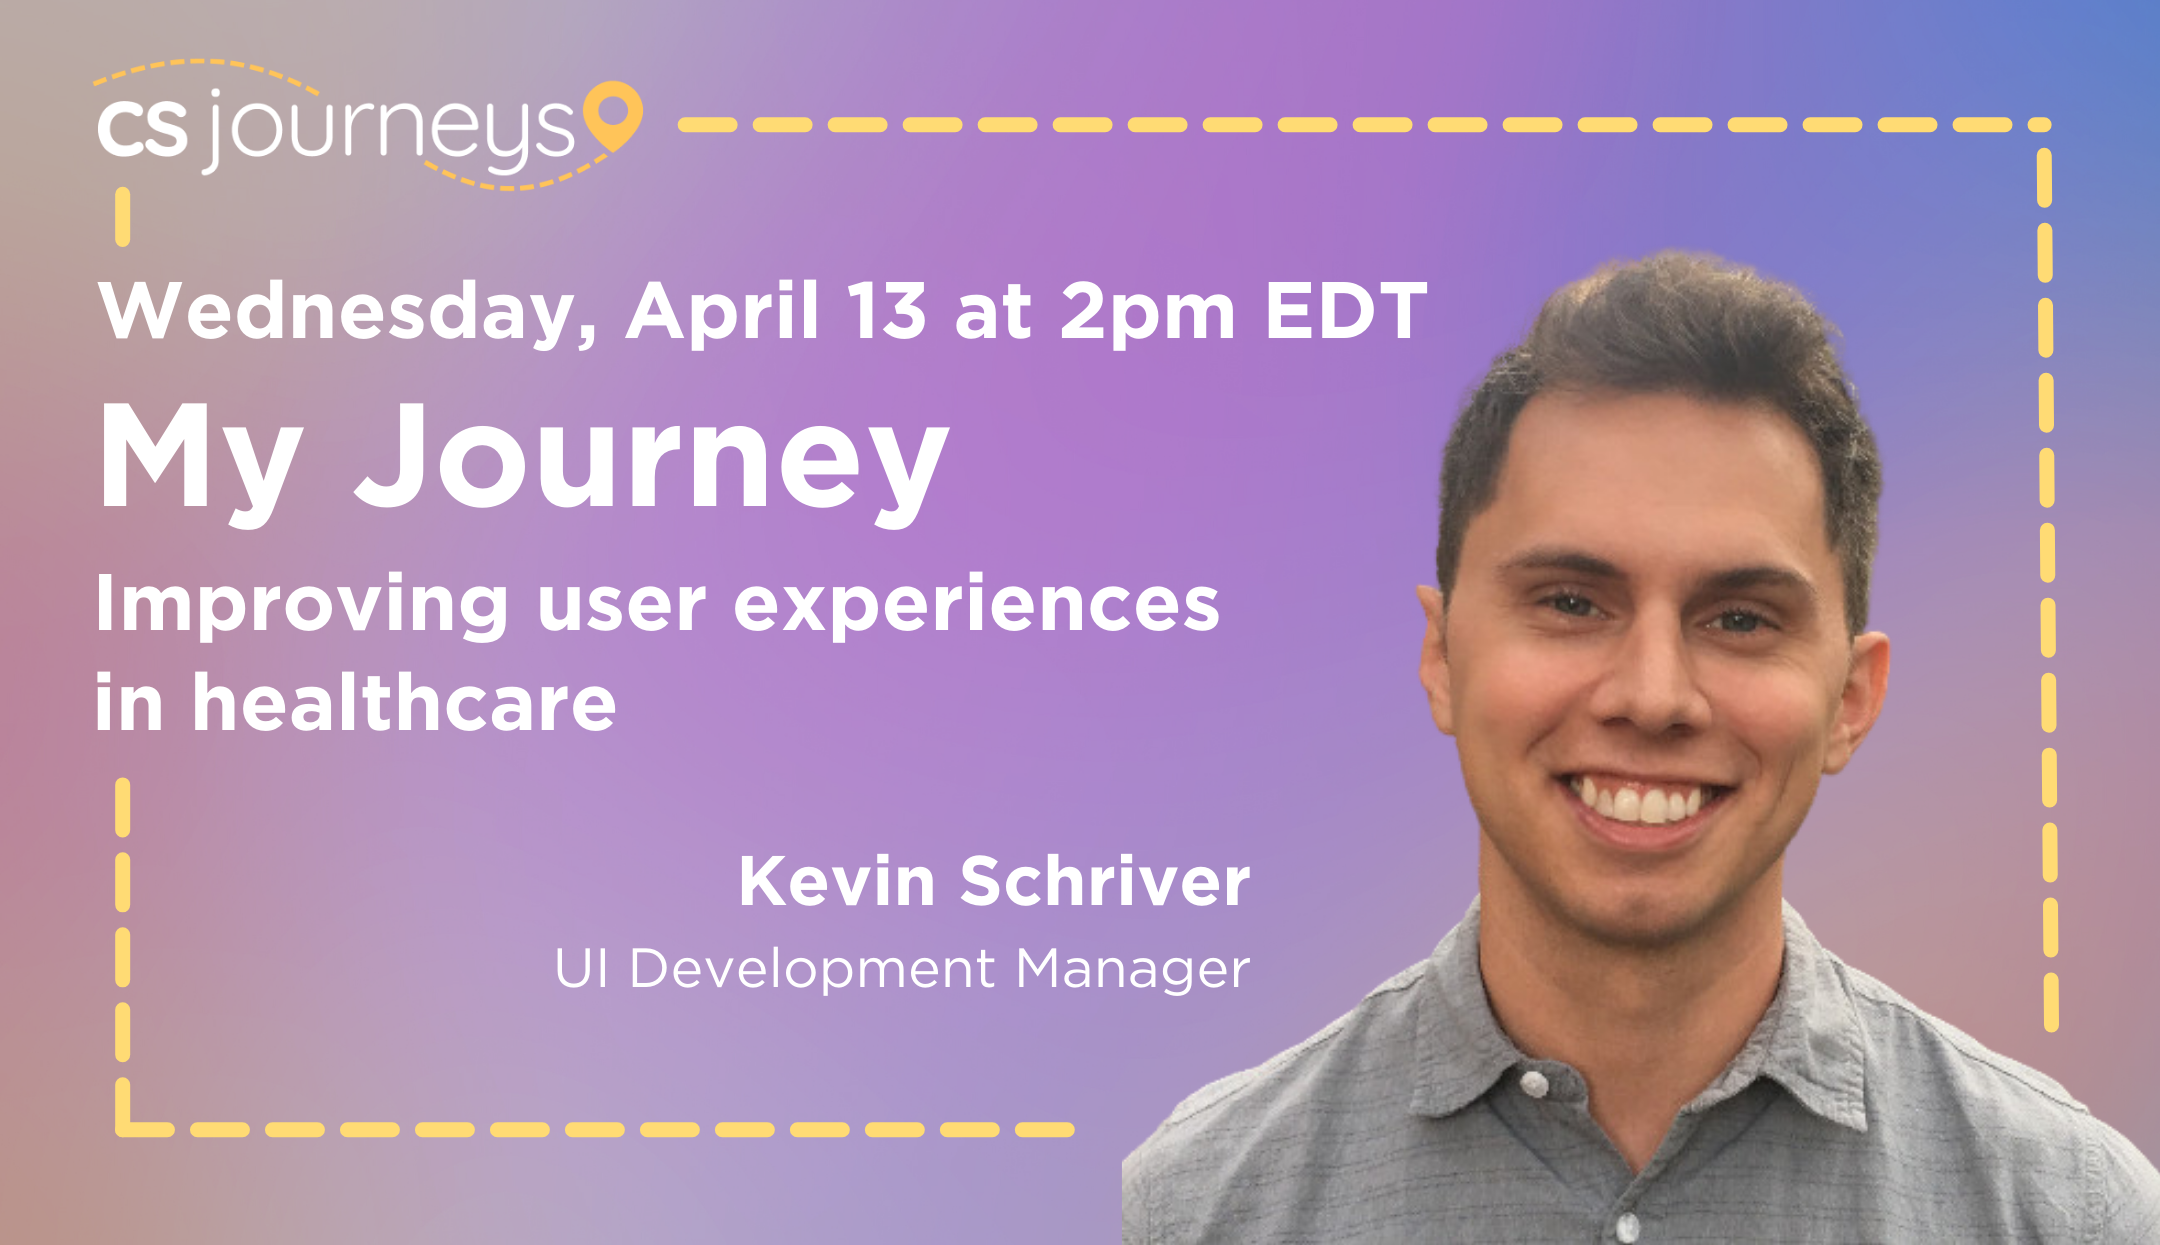 cs journeys
Wednesday, April 13 at 2pm EDT
My Journey
Improving user experiences
in healthcare
Kevin Schriver
UI Development Manager